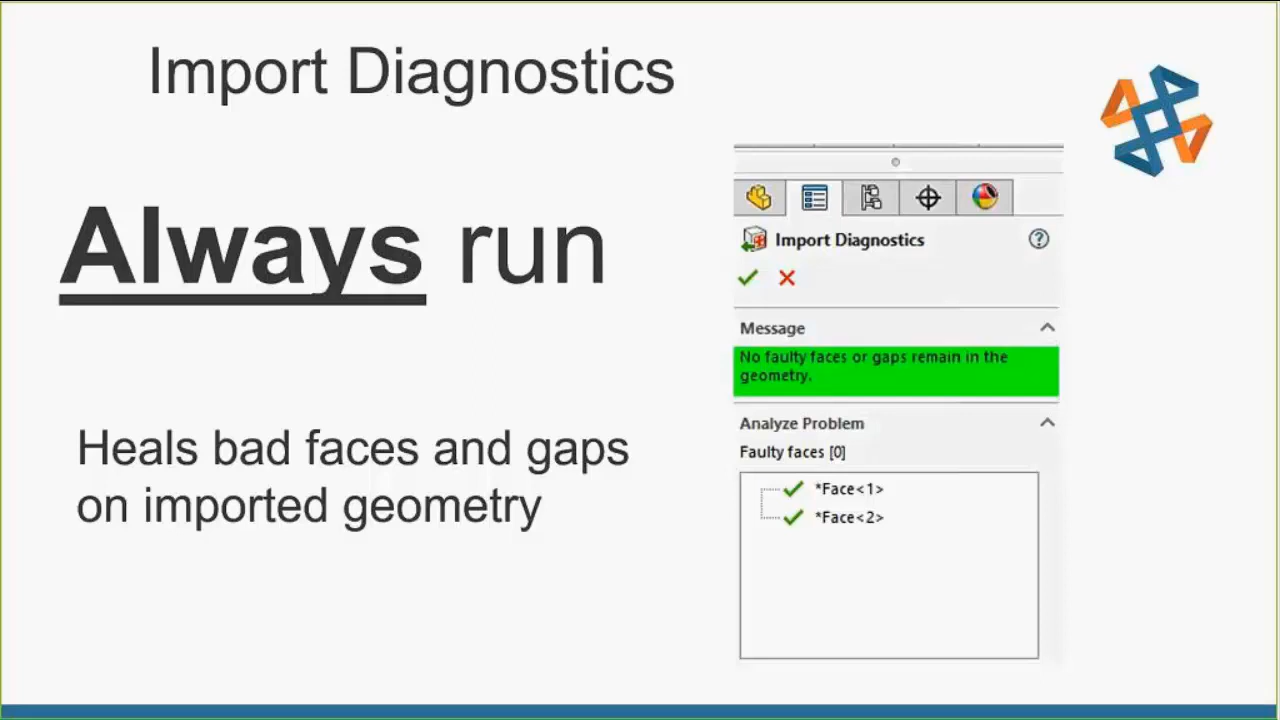 Import Diagnostics
Always run
Heals bad faces and gaps
on imported geometry
Import Diagnostics
Message
No faulty faces or gaps remain in the
geometry.
Analyze Problem
Faulty faces [0]
*Face<1>
*Face<2>